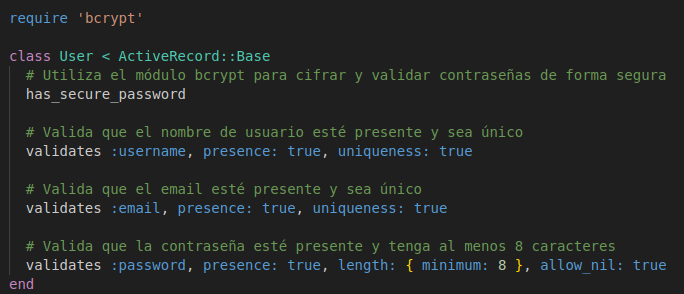 require 'bcrypt'
class User < ActiveRecord::Base
# Utiliza el módulo bcrypt para cifrar y validar contraseñas de forma segura
has_secure_password
# Valida que el nombre de usuario esté presente y sea único
validates :username, presence: true, uniqueness: true
# Valida que el email esté presente y sea único
validates :email, presence: true, uniqueness: true
# Valida que la contraseña esté presente y tenga al menos 8 caracteres
validates :password, presence: true, length: { minimum: 8 }, allow_nil: true
end